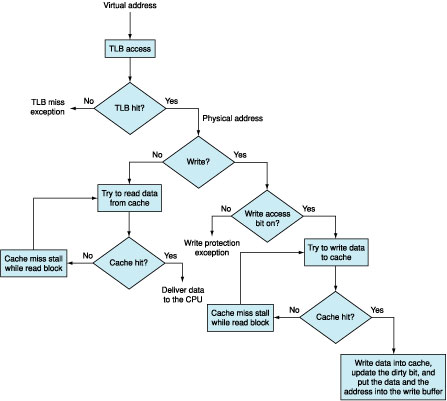 Virtual address
TLB access
TLB hit?
No
Yes
TLB miss
exception
Physical address
Write?
No
Yes
Try to read data
from cache
Write access
bit on?
No
Yes
Write protection
exception
Try to write data
to cache
Cache miss stall
while read block
No
Cache hit?
Yes
Deliver data
to the CPU
Cache miss stall
while read block
No
Cache hit?
Yes
Write data into cache,
update the dirty bit, and
put the data and the
address into the write buffer